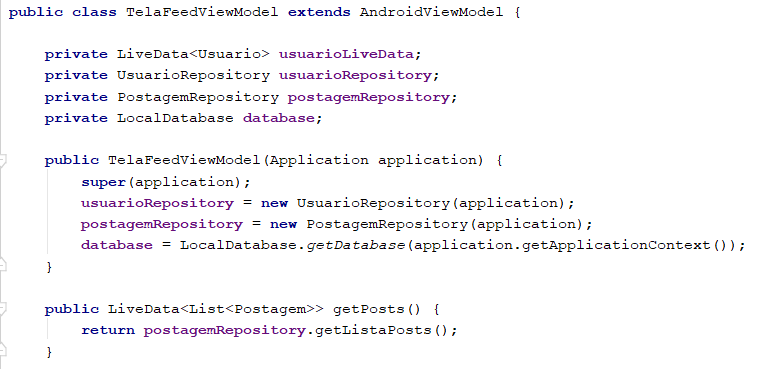 public class TelaFeedViewModel extends AndroidViewModel {
private LiveData<Usuario> usuarioLiveData;
private UsuarioRepository usuarioRepository;
private PostagemRepository postagemRepository;
private LocalDatabase database;
public TelaFeedViewModel(Application application) {
super(application);
usuarioRepository = new UsuarioRepository(application);
postagemRepository = new PostagemRepository(application);
database = LocalDatabase.getDatabase(application.getApplicationContext());
}
public LiveData<List<Postagem>> getPosts() {
return postagemRepository.getListaPosts();
}